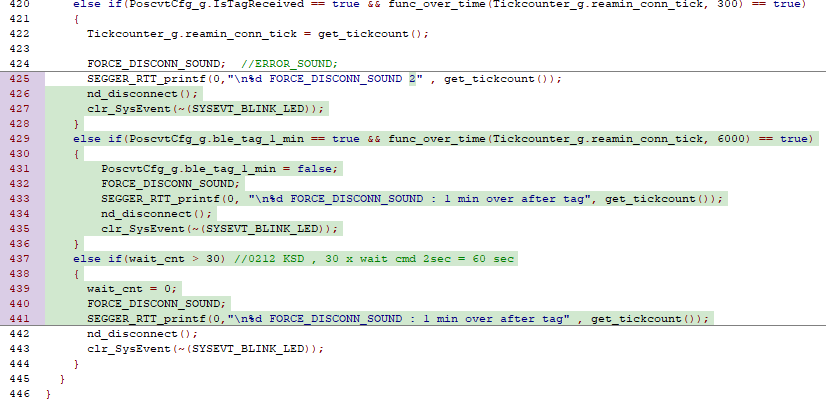 420 else if(PoscvtCfg_g.IsTagReceived == true && func_over_time(Tickcounter_g.reamin_conn_tick, 300) == true)
421 {
422 Tickcounter_g.reamin_conn_tick = get_tickcount();
423
424 FORCE_DISCONN_SOUND; //ERROR_SOUND;
425 SEGGER_RTT_printf(0,"\n%d FORCE_DISCONN_SOUND 2" , get_tickcount());
426 nd_disconnect();
427 clr_SysEvent(~(SYSEVT_BLINK_LED));
428 }
429 else if(PoscvtCfg_g.ble_tag_1_min == true && func_over_time(Tickcounter_g.reamin_conn_tick, 6000) == true)
430 {
431 PoscvtCfg_g.ble_tag_1_min = false;
432 FORCE_DISCONN_SOUND;
433 SEGGER_RTT_printf(0, "\n%d FORCE_DISCONN_SOUND : 1 min over after tag", get_tickcount());
434 nd_disconnect();
435 clr_SysEvent(~(SYSEVT_BLINK_LED));
436 }
437 else if(wait_cnt > 30) //0212 KSD , 30 x wait cmd 2sec = 60 sec
438 {
439 wait_cnt = 0;
440 FORCE_DISCONN_SOUND;
441 SEGGER_RTT_printf(0,"\n%d FORCE_DISCONN_SOUND : 1 min over after tag" , get_tickcount());
442 nd_disconnect();
443 clr_SysEvent(~(SYSEVT_BLINK_LED));
444 }
445 }
446 }